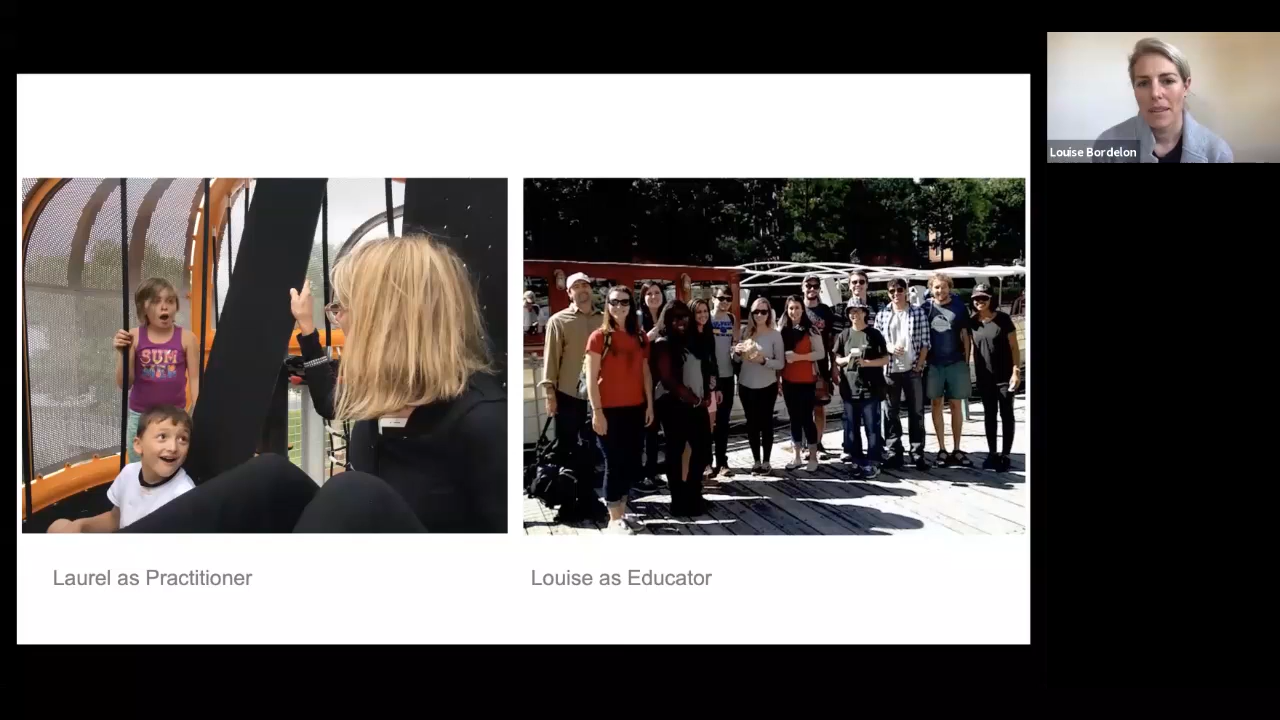 Louise Bordelon
SUM
Laurel as Practitioner
Louise as Educator